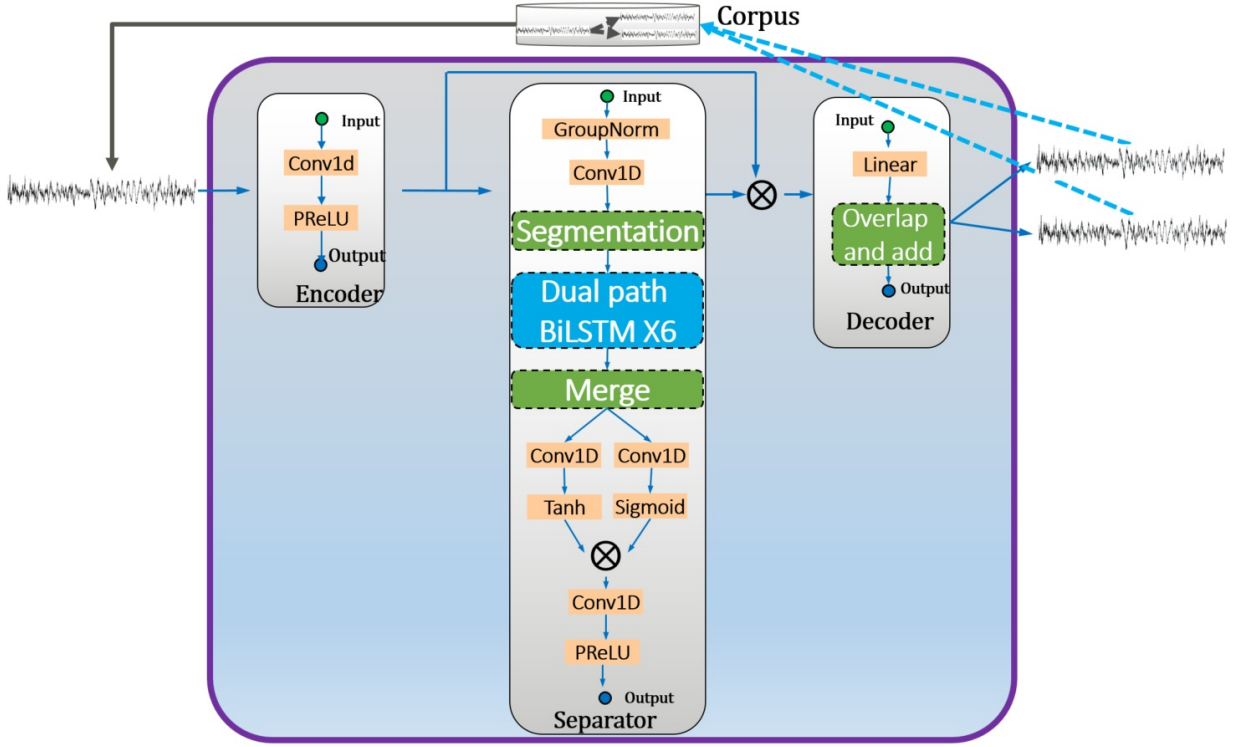 Corpus
Input
Conv1d
PReLU
Output
Encoder
Input
GroupNorm
Conv1D
Segmentation
Dual path
BiLSTM X6
Merge
Conv1D
Conv1D
Tanh
Sigmoid
Conv1D
PReLU
Output
Separator
Input
Linear
Overlap
and add
Output
Decoder